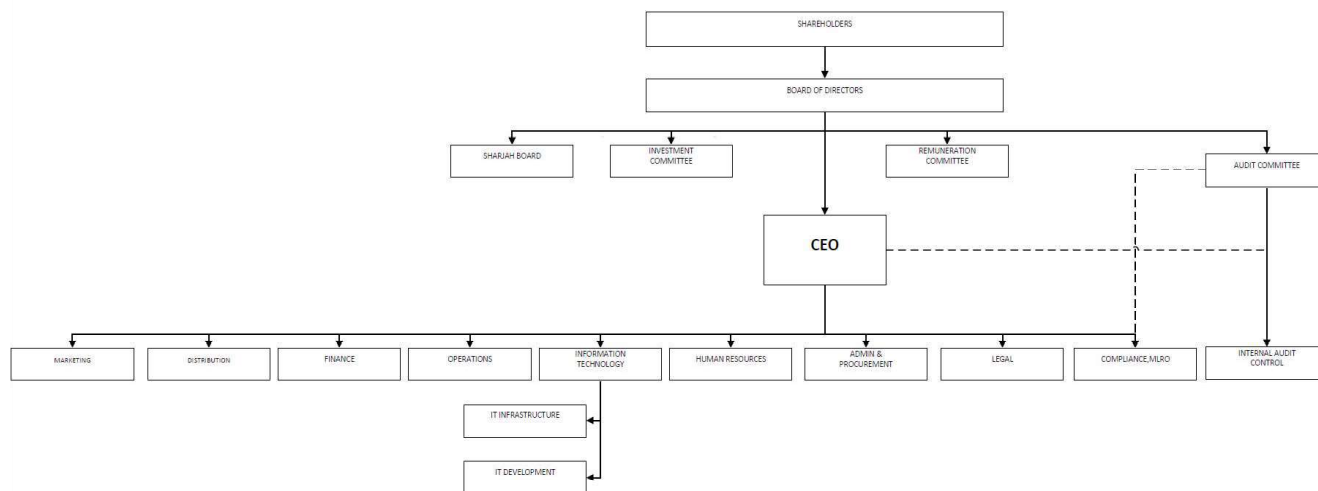 SHAREHOLDERS
BOARD OF DIRECTORS
SHARJAH BOARD
INVESTMENT
COMMITTEE
REMUNERATION
COMMITTEE
AUDIT COMMITTEE
CEO
MARKETING
DISTRIBUTION
FINANCE
OPERATIONS
INFORMATION
TECHNOLOGY
HUMAN RESOURCES
ADMIN &
PROCUREMENT
LEGAL
COMPLIANCE,MLRO
INTERNAL AUDIT
CONTROL
IT INFRASTRUCTURE
IT DEVELOPMENT